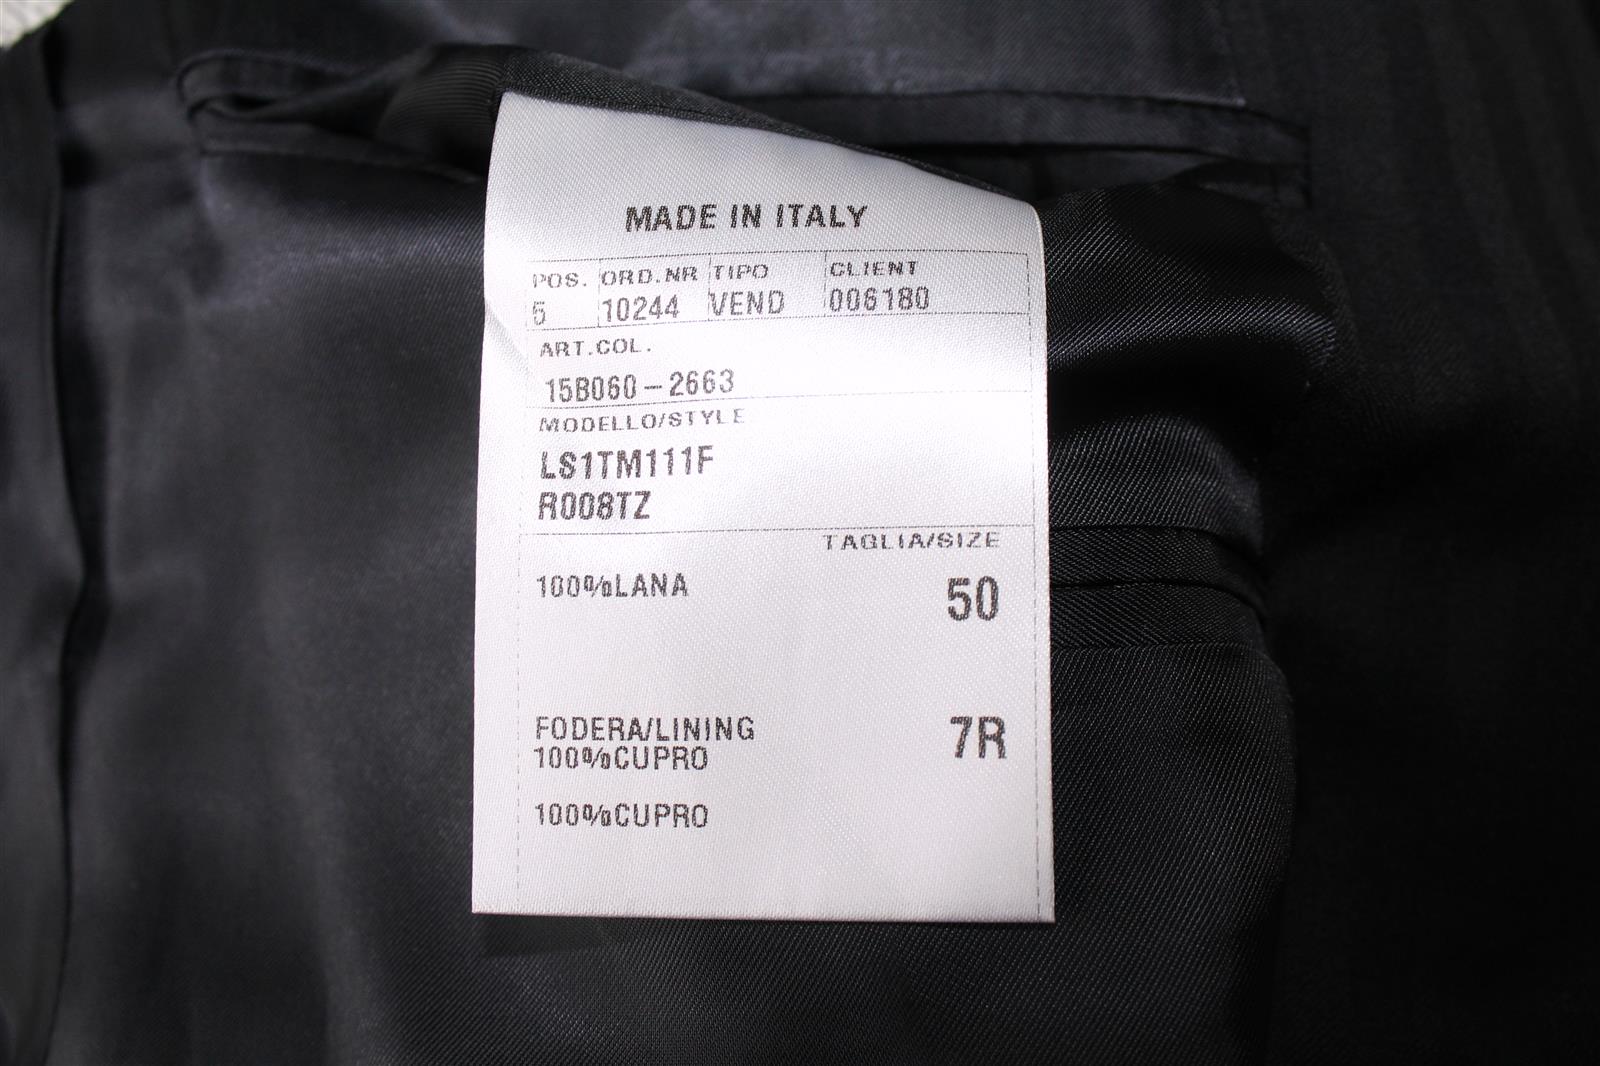 MADE IN ITALY
POS. ORD.NR TIPO CLIENT
5 10244 VEND 006180
ART.COL.
15B060-2663
MODELLO/STYLE
LS1TM111F
R008TZ
TAGLIA/SIZE
100%LANA 50
FODERA/LINING 7R
100%CUPRO
100%CUPRO